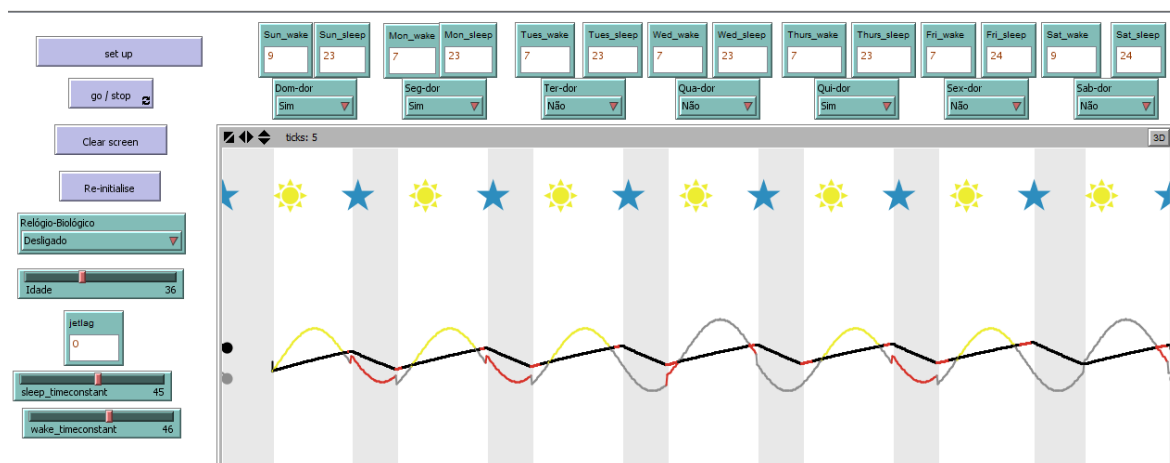 set up
go / stop
Clear screen
Re-initialise
Relógio-Biológico
Desligado
Idade 36
jetlag
0
sleep_timeconstant 45
wake_timeconstant 46
Sun_wake Sun_sleep Mon_wake Mon_sleep Tues_wake Tues_sleep Wed_wake Wed_sleep Thurs_wake Thurs_sleep Fri_wake Fri_sleep Sat_wake Sat_sleep
9 23 7 23 7 23 7 23 7 23 7 24 9 24
Dom-dor Seg-dor Ter-dor Qua-dor Qui-dor Sex-dor Sab-dor
Sim Sim Não Não Sim Não Não
ticks: 5 3D